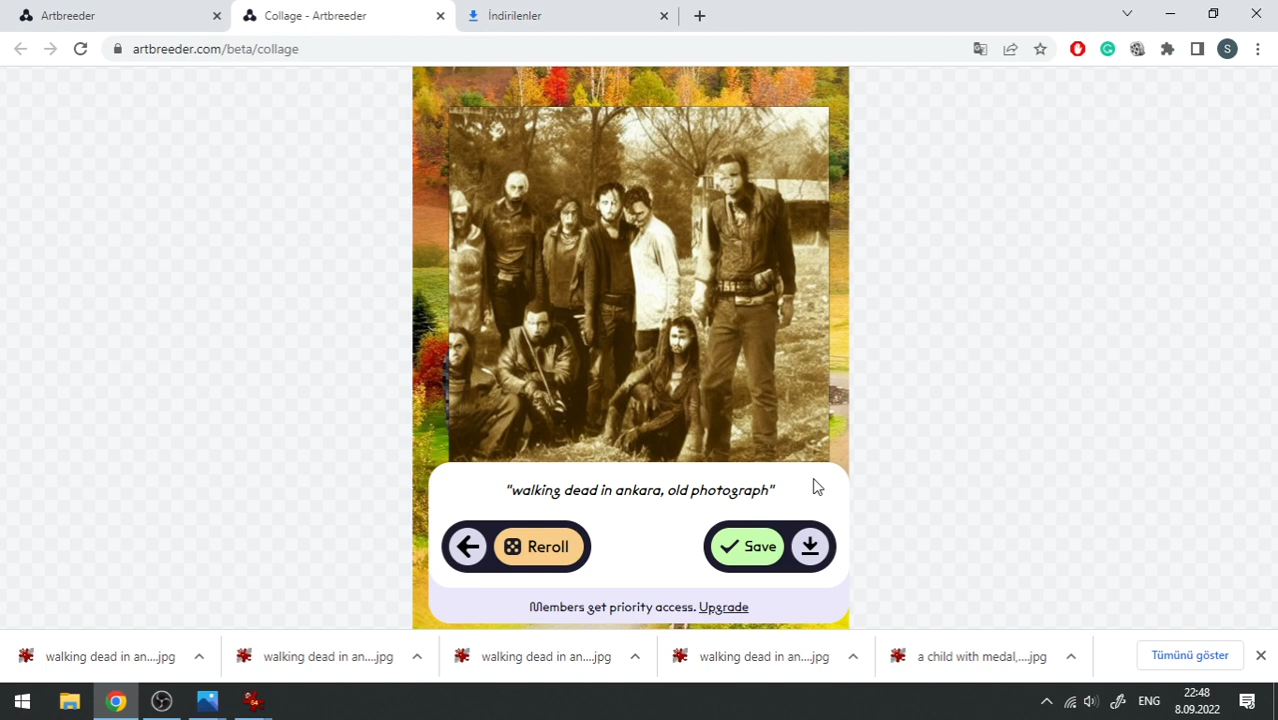 Artbreeder
Collage - Artbreeder
İndirilenler
artbreeder.com/beta/collage
S
"walking dead in ankara, old photograph"
Reroll
Save
Members get priority access. Upgrade
walking dead in an....jpg
walking dead in an....jpg
walking dead in an....jpg
walking dead in an....jpg
a child with medal,....jpg
Tümünü göster
64
ENG
22:48
8.09.2022